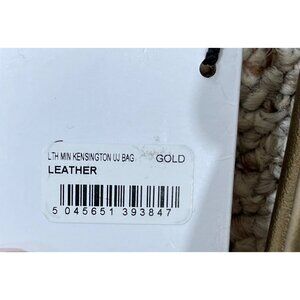 LTH MIN KENSINGTON UJ BAG GOLD
LEATHER
5 045651 393847